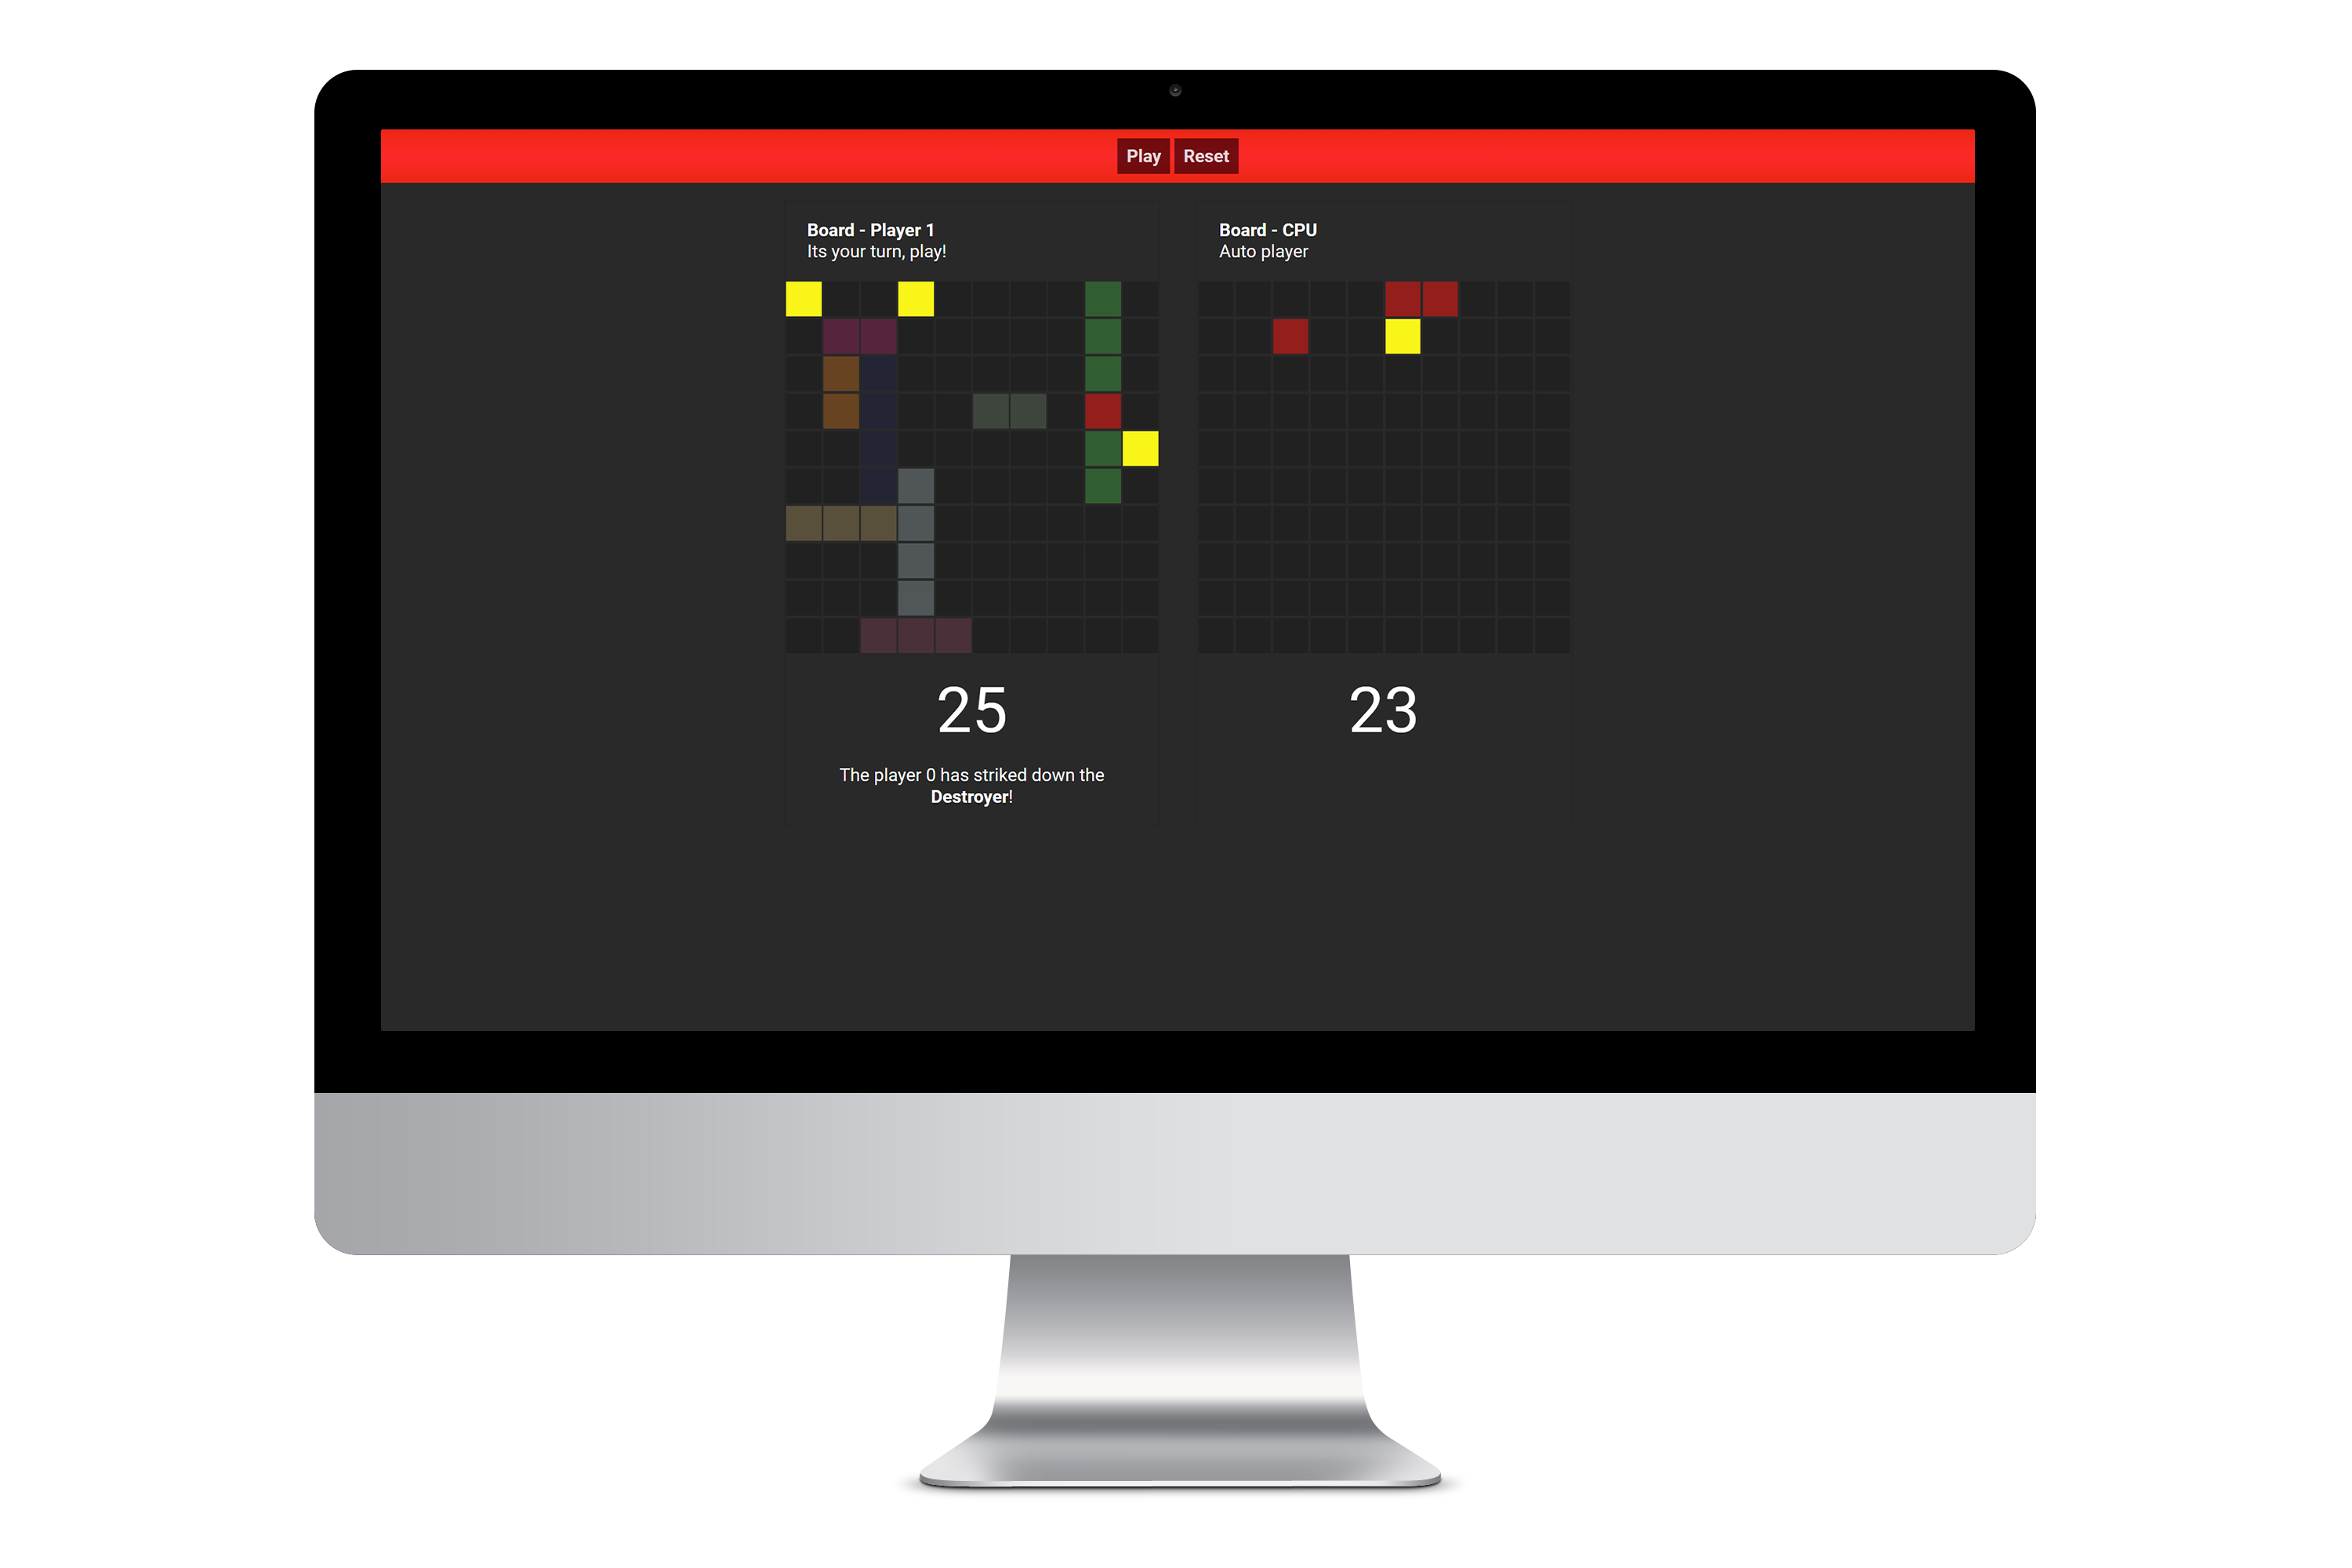 Play Reset
Board - Player 1
Its your turn, play!
Board - CPU
Auto player
25
23
The player 0 has striked down the
Destroyer!